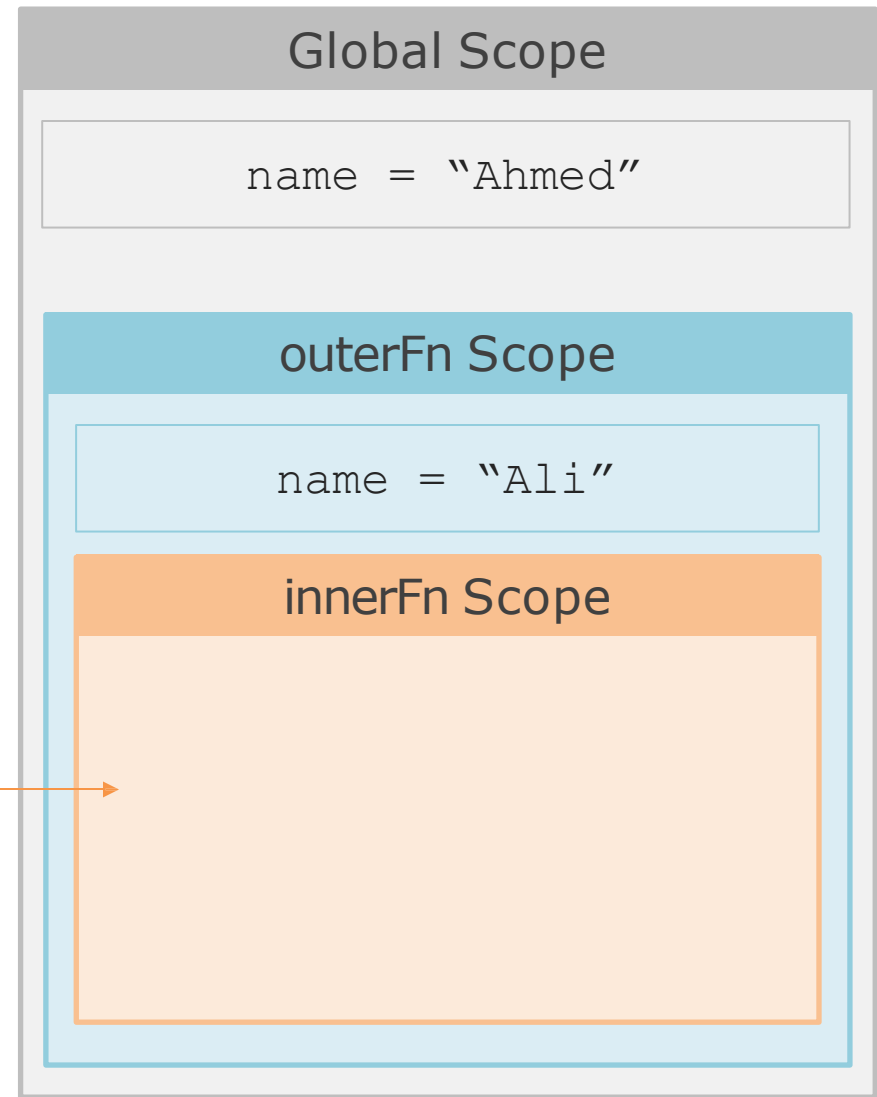 Global Scope
name = “Ahmed”
outerFn Scope
name = “Ali”
innerFn Scope